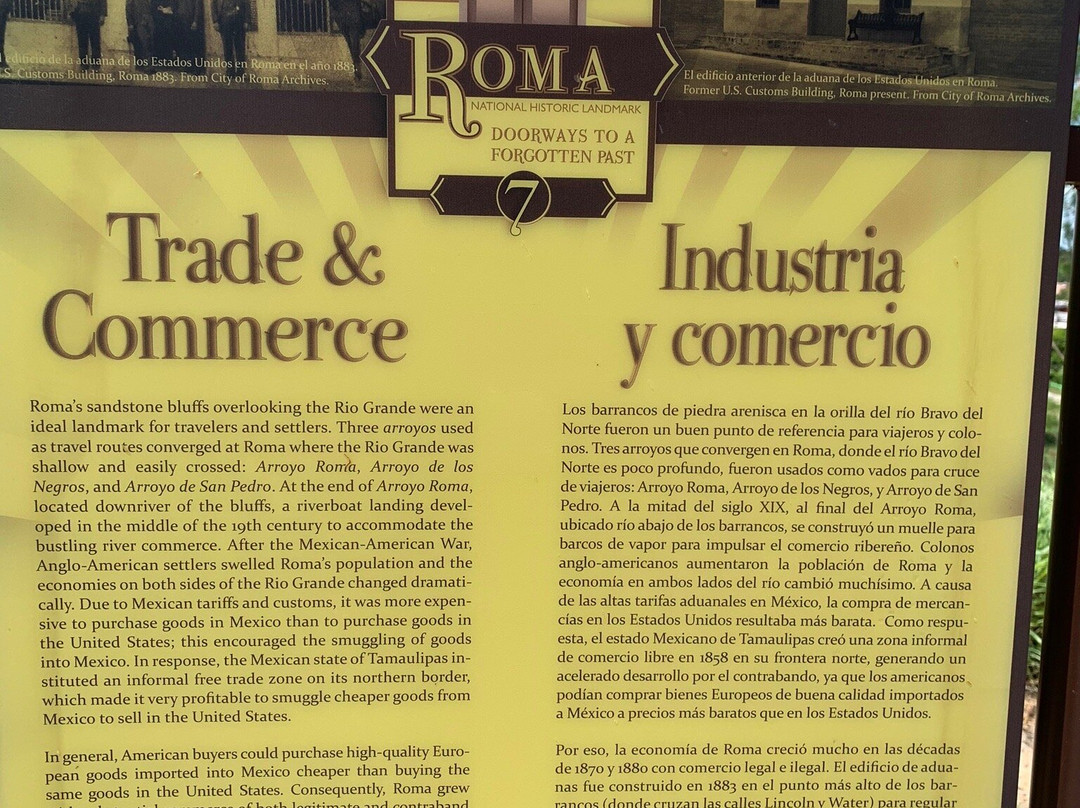 edificio de la aduana de los Estados Unidos en Roma en el año 1883.
S. Customs Building, Roma 1883. From City of Roma Archives.
El edificio anterior de la aduana de los Estados Unidos en Roma.
Former U.S. Customs Building, Roma present. From City of Roma Archives.
ROMA
NATIONAL HISTORIC LANDMARK
DOORWAYS TO A
FORGOTTEN PAST
7
Trade &
Commerce
Roma's sandstone bluffs overlooking the Rio Grande were an
ideal landmark for travelers and settlers. Three arroyos used
as travel routes converged at Roma where the Rio Grande was
shallow and easily crossed: Arroyo Roma, Arroyo de los
Negros, and Arroyo de San Pedro. At the end of Arroyo Roma,
located downriver of the bluffs, a riverboat landing devel-
oped in the middle of the 19th century to accommodate the
bustling river commerce. After the Mexican-American War,
Anglo-American settlers swelled Roma's population and the
economies on both sides of the Rio Grande changed dramati-
cally. Due to Mexican tariffs and customs, it was more expen-
sive to purchase goods in Mexico than to purchase goods in
the United States; this encouraged the smuggling of goods
into Mexico. In response, the Mexican state of Tamaulipas in-
stituted an informal free trade zone on its northern border,
which made it very profitable to smuggle cheaper goods from
Mexico to sell in the United States.
In general, American buyers could purchase high-quality Euro-
pean goods imported into Mexico cheaper than buying the
same goods in the United States. Consequently, Roma grew
of both legitimate and contraband
Industria
y comercio
Los barrancos de piedra arenisca en la orilla del río Bravo del
Norte fueron un buen punto de referencia para viajeros y colo-
nos. Tres arroyos que convergen en Roma, donde el río Bravo del
Norte es poco profundo, fueron usados como vados para cruce
de viajeros: Arroyo Roma, Arroyo de los Negros, y Arroyo de San
Pedro. A la mitad del siglo XIX, al final del Arroyo Roma,
ubicado río abajo de los barrancos, se construyó un muelle para
barcos de vapor para impulsar el comercio ribereño. Colonos
anglo-americanos aumentaron la población de Roma y la
economía en ambos lados del río cambió muchísimo. A causa
de las altas tarifas aduanales en México, la compra de mercan-
cías en los Estados Unidos resultaba más barata. Como respu-
esta, el estado Mexicano de Tamaulipas creó una zona informal
de comercio libre en 1858 en su frontera norte, generando un
acelerado desarrollo por el contrabando, ya que los americanos
podían comprar bienes Europeos de buena calidad importados
a México a precios más baratos que en los Estados Unidos.
Por eso, la economía de Roma creció mucho en las décadas
de 1870 y 1880 con comercio legal e ilegal. El edificio de adua-
nas fue construido en 1883 en el punto más alto de los bar-
rancos (donde cruzan las calles Lincoln y Water) para regular